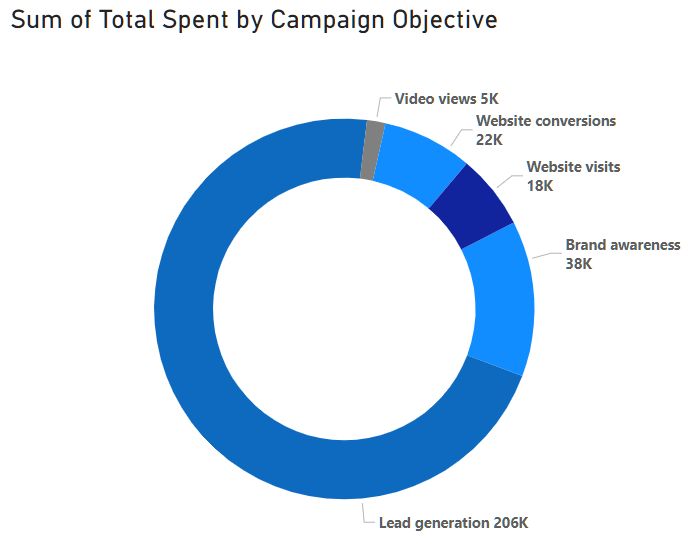 Sum of Total Spent by Campaign Objective
Video views 5K
Website conversions
22K
Website visits
18K
Brand awareness
38K
Lead generation 206K